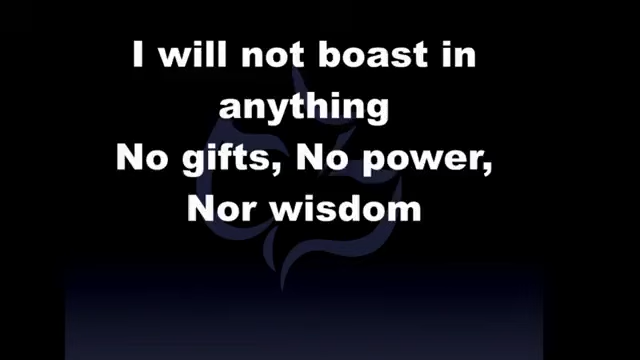 I will not boast in
anything
No gifts, No power,
Nor wisdom